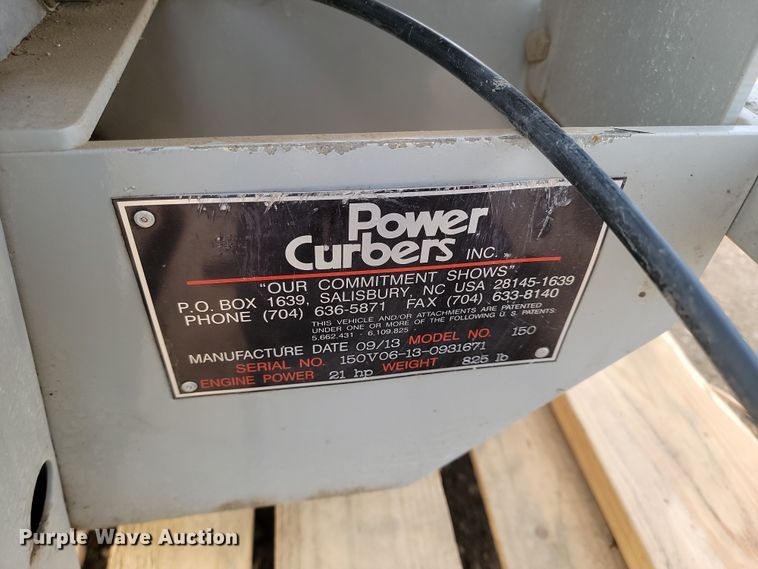 Power
Curbers INC.
"OUR COMMITMENT SHOWS"
P.O. BOX 1639, SALISBURY, NC USA 28145-1639
PHONE (704) 636-5871 FAX (704) 633-8140
THIS VEHICLE AND/OR ATTACHMENTS ARE PATENTED
UNDER ONE OR MORE OF THE FOLLOWING U.S. PATENTS:
5,662,431 - 6,109,825 -
MANUFACTURE DATE 09/13 MODEL NO. 150
SERIAL NO. 150V06-13-0931671
ENGINE POWER 21 hp WEIGHT 825 lb
Purple Wave Auction